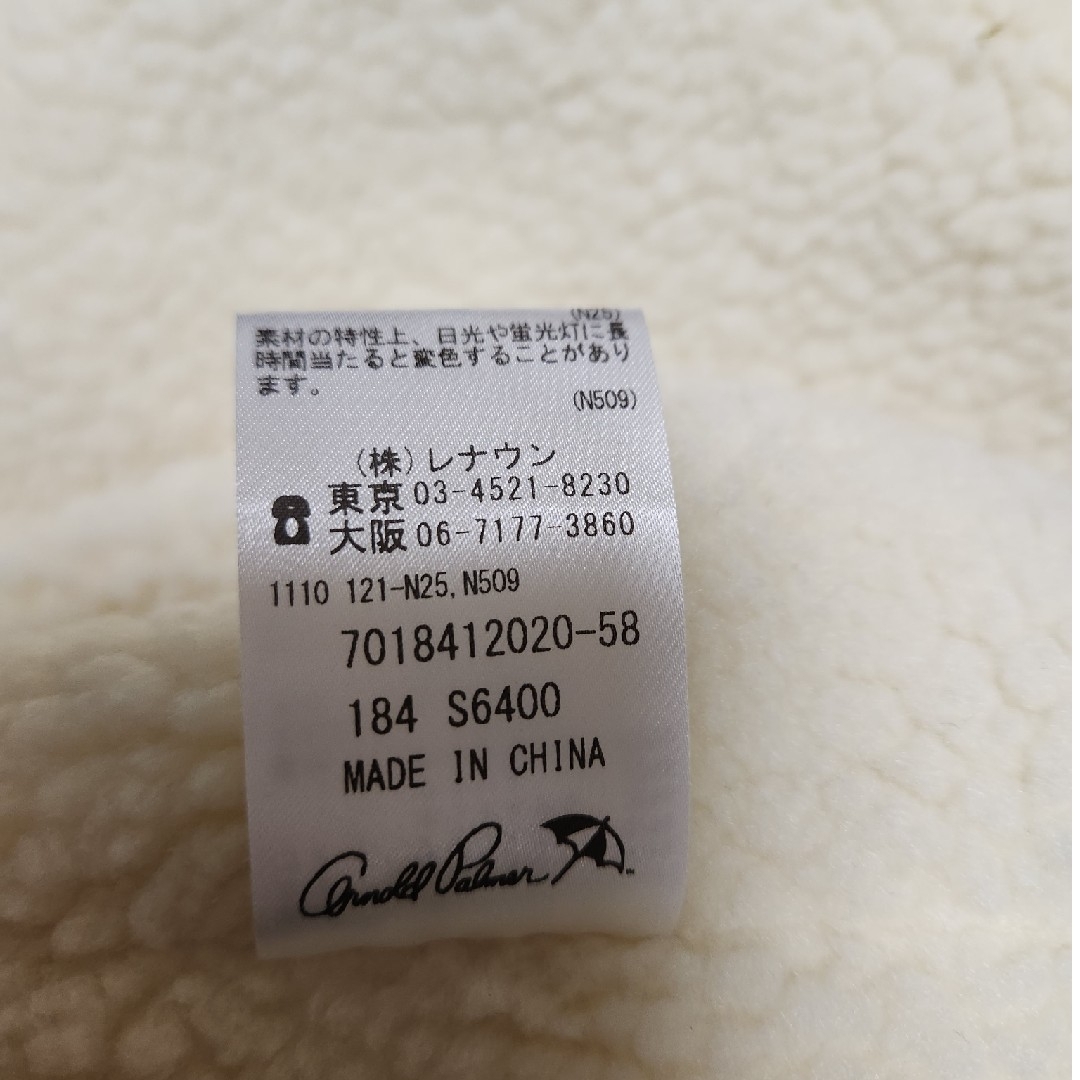 (N25)
素材の特性上、日光や蛍光灯に長
時間当たると変色することがあり
ます。
(N509)
(株)レナウン
東京 03-4521-8230
大阪 06-7177-3860
1110 121-N25,N509
7018412020-58
184 S6400
MADE IN CHINA
Arnold Palmer